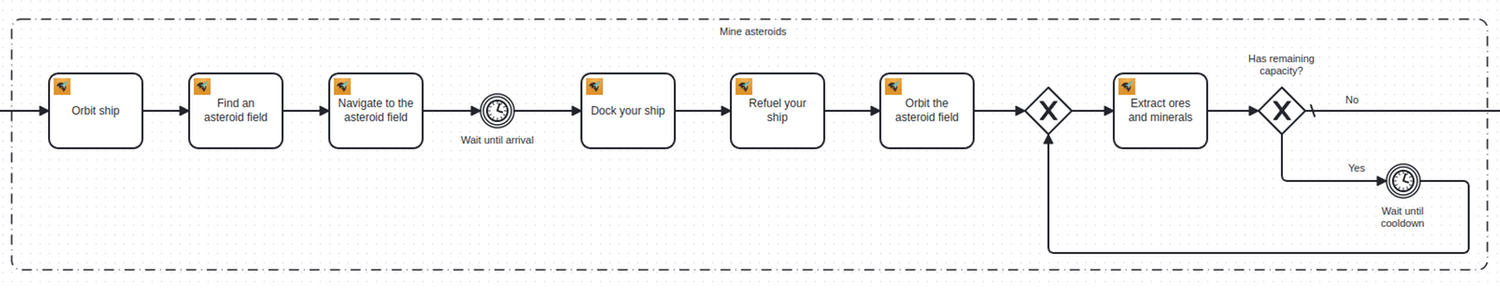 Mine asteroids
Orbit ship
Find an
asteroid field
Navigate to the
asteroid field
Wait until arrival
Dock your ship
Refuel your
ship
Orbit the
asteroid field
Extract ores
and minerals
Has remaining
capacity?
No
Yes
Wait until
cooldown